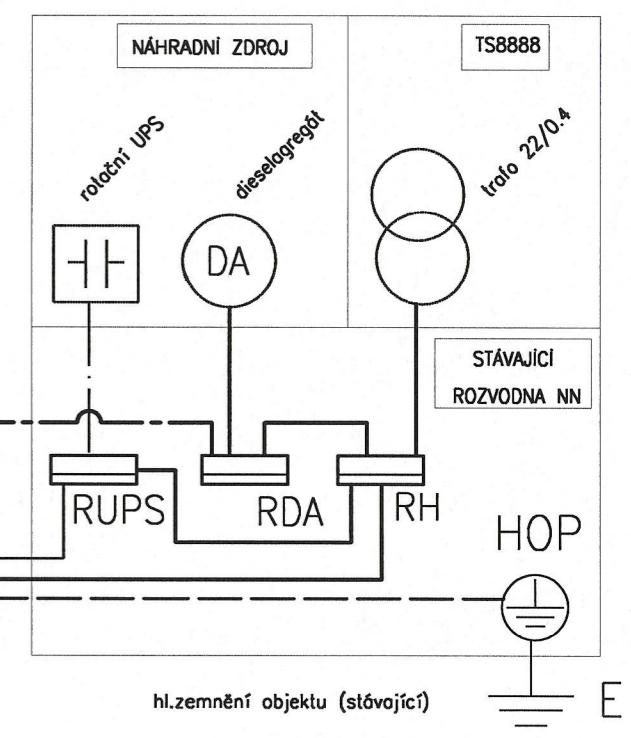 NÁHRADNÍ ZDROJ
TS8888
rotační UPS
dieselagregát
trafo 22/0.4
DA
STÁVAJÍCÍ
ROZVODNA NN
RUPS
RDA
RH
HOP
hl.zemnění objektu (stávající)
E